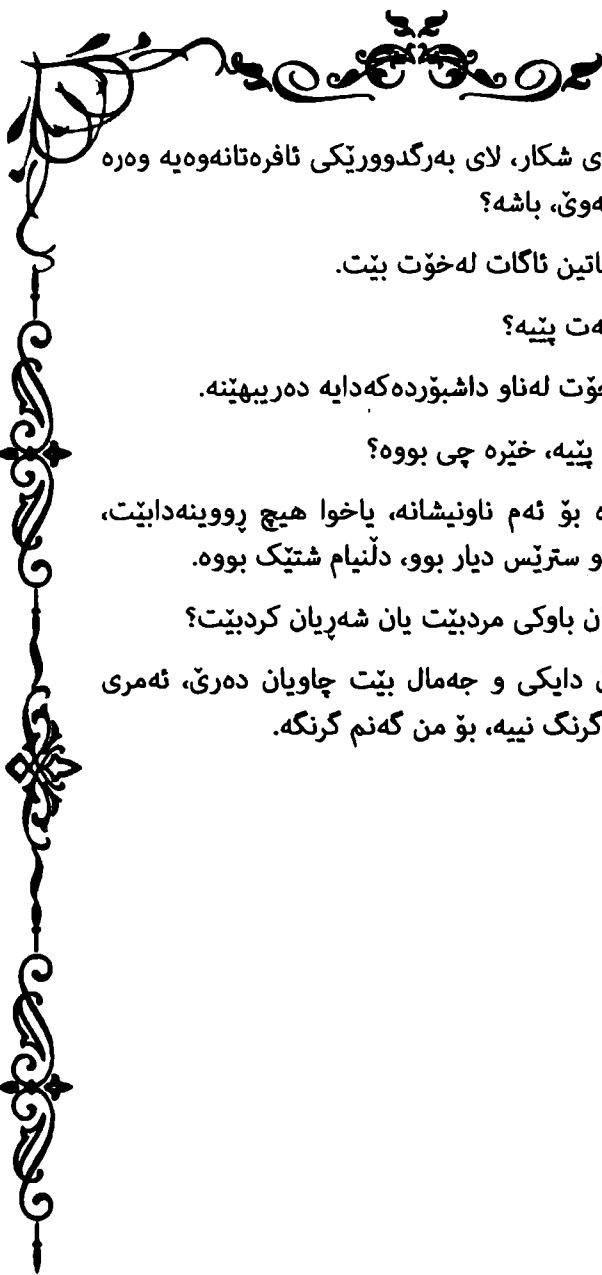 ی شکار، لای بەرگدوورێکی ئافرەتانەوەیە وەرە
ەوێ، باشە؟
اتین ئاگات لەخۆت بێت.
ەت پێیە؟
خۆت لەناو داشبۆردەکەدایە دەریبهێنە.
پێیە، خێرە چی بووە؟
ە بۆ ئەم ناونیشانە، یاخوا هیچ ڕووینەدابێت،
و سترێس دیار بوو، دڵنیام شتێک بووە.
ن باوکی مردبێت یان شەڕیان کردبێت؟
ی دایکی و جەمال بێت چاویان دەرێ، ئەمری
گرنگ نییە، بۆ من گەنم گرنگە.